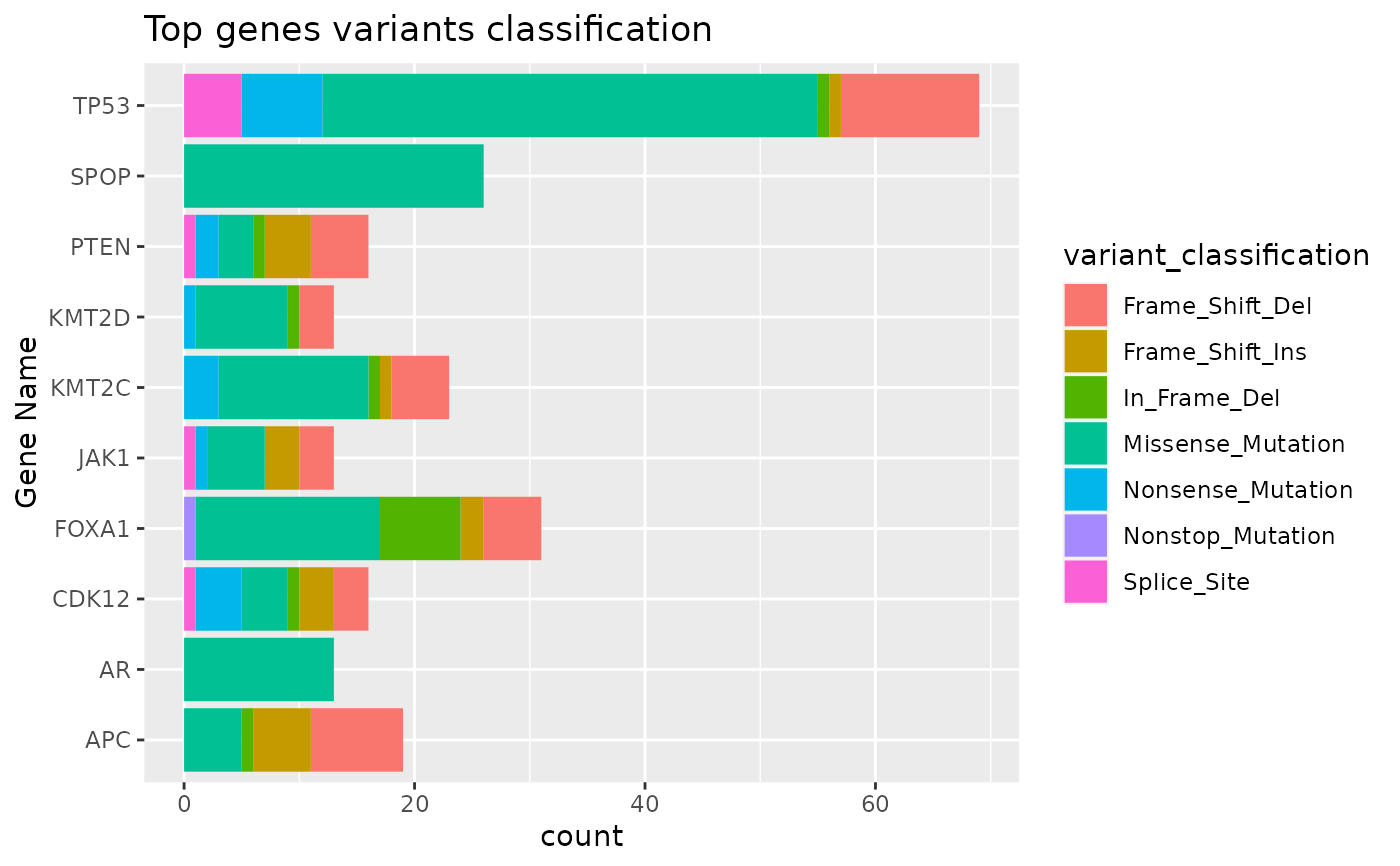 Top genes variants classification
TP53
SPOP
PTEN
KMT2D
KMT2C
JAK1
FOXA1
CDK12
AR
APC
Gene Name
0 20 40 60
count
variant_classification
Frame_Shift_Del
Frame_Shift_Ins
In_Frame_Del
Missense_Mutation
Nonsense_Mutation
Nonstop_Mutation
Splice_Site